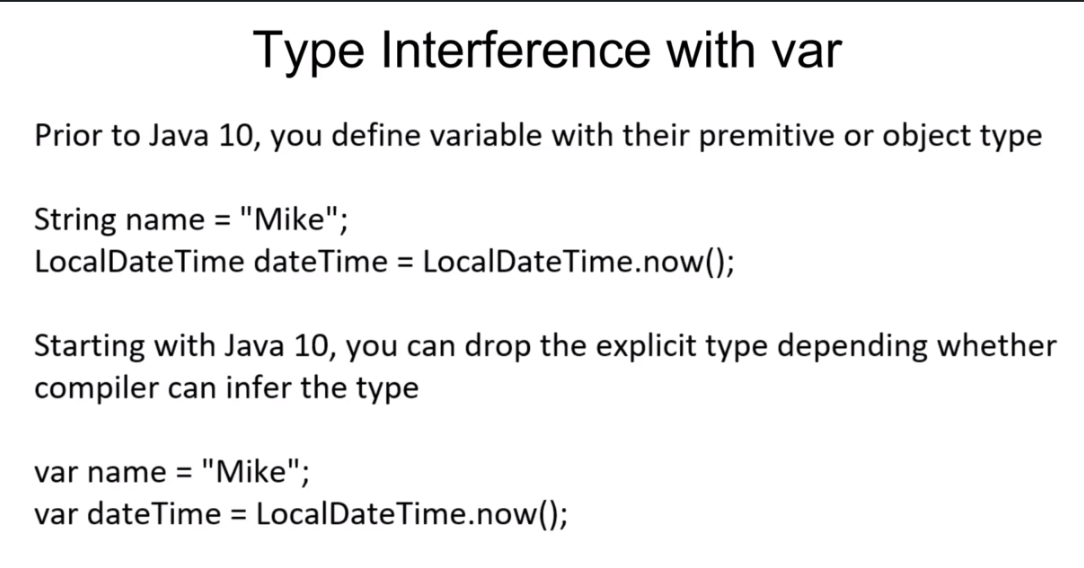 Type Interference with var
Prior to Java 10, you define variable with their premitive or object type
String name = "Mike";
LocalDateTime dateTime = LocalDateTime.now();
Starting with Java 10, you can drop the explicit type depending whether
compiler can infer the type
var name = "Mike";
var dateTime = LocalDateTime.now();